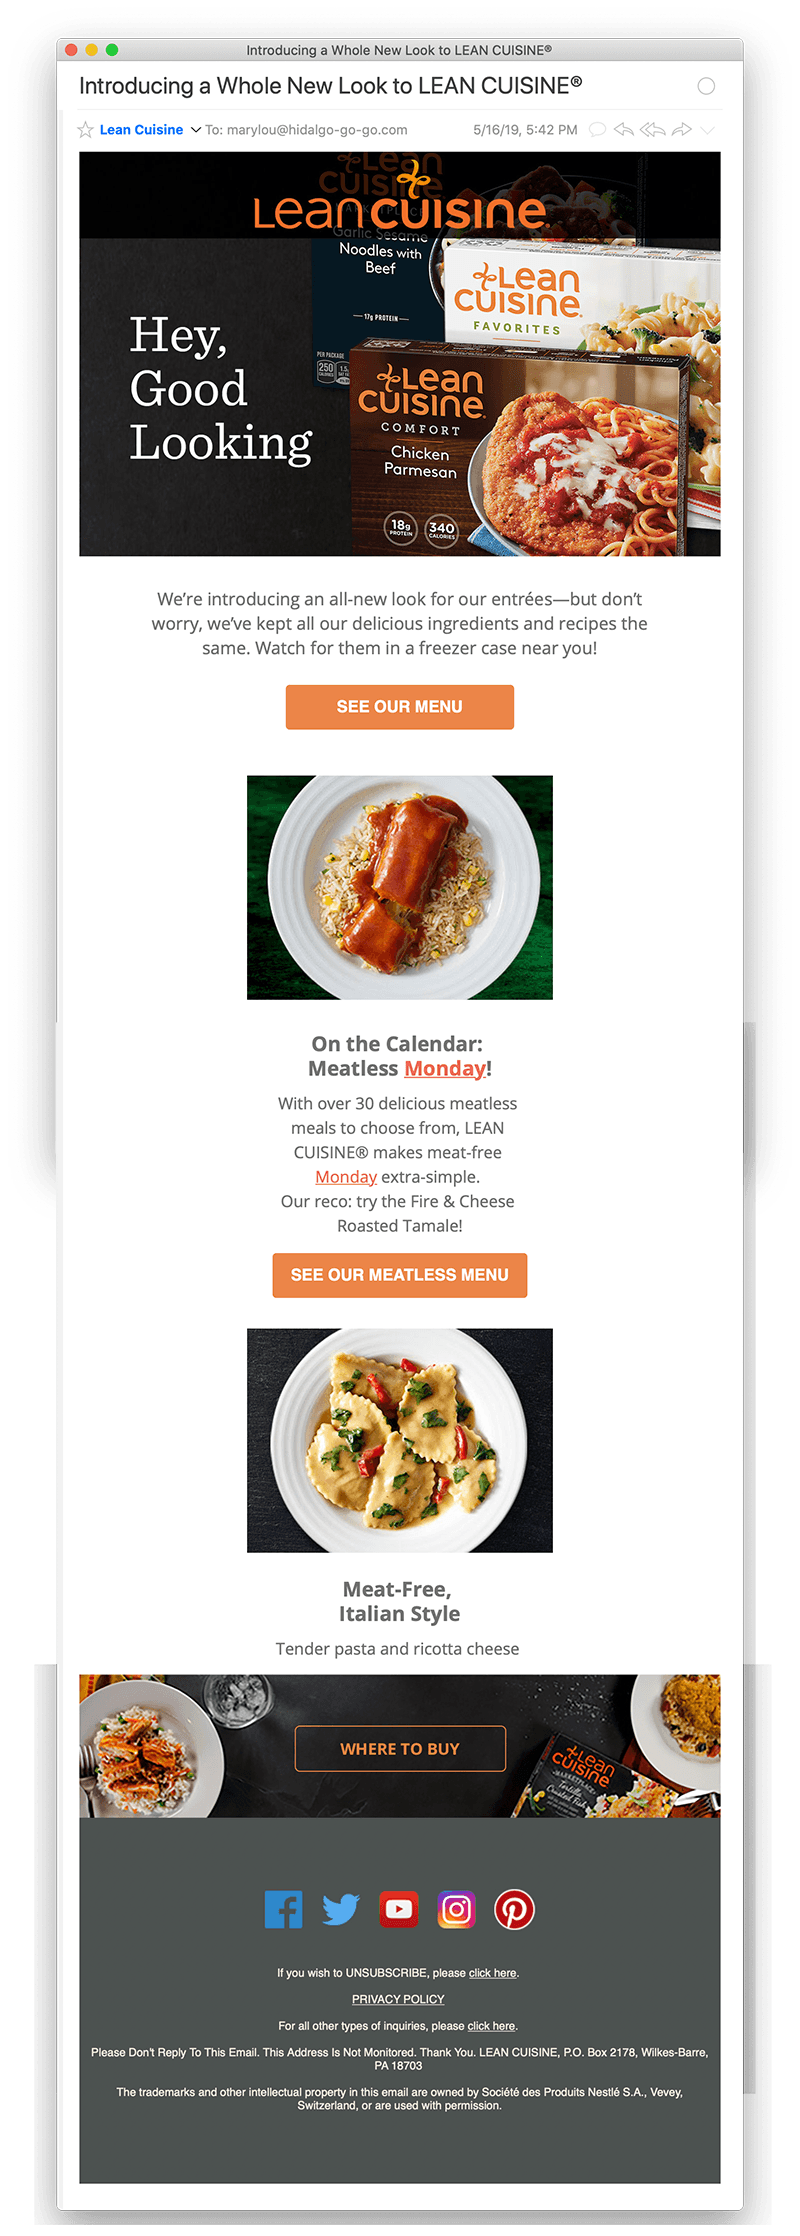 Introducing a Whole New Look to LEAN CUISINE®
Introducing a Whole New Look to LEAN CUISINE®
Lean Cuisine To: marylou@hidalgo-go-go.com 5/16/19, 5:42 PM
Lean
CUISINE
Lean CUISINE
Garlic Sesame
Noodles with
Beef
17g PROTEIN
PER PACKAGE
250
CALORIES
Lean
CUISINE
FAVORITES
Hey,
Good
Looking
Lean
CUISINE
COMFORT
Chicken
Parmesan
18g
PROTEIN
340
CALORIES
We're introducing an all-new look for our entrées—but don't
worry, we've kept all our delicious ingredients and recipes the
same. Watch for them in a freezer case near you!
SEE OUR MENU
On the Calendar:
Meatless Monday!
With over 30 delicious meatless
meals to choose from, LEAN
CUISINE® makes meat-free
Monday extra-simple.
Our reco: try the Fire & Cheese
Roasted Tamale!
SEE OUR MEATLESS MENU
Meat-Free,
Italian Style
Tender pasta and ricotta cheese
WHERE TO BUY
Lean
CUISINE
MARKETPLACE
Tortilla
Crusted Fish
If you wish to UNSUBSCRIBE, please click here.
PRIVACY POLICY
For all other types of inquiries, please click here.
Please Don't Reply To This Email. This Address Is Not Monitored. Thank You. LEAN CUISINE, P.O. Box 2178, Wilkes-Barre,
PA 18703
The trademarks and other intellectual property in this email are owned by Société des Produits Nestlé S.A., Vevey,
Switzerland, or are used with permission.